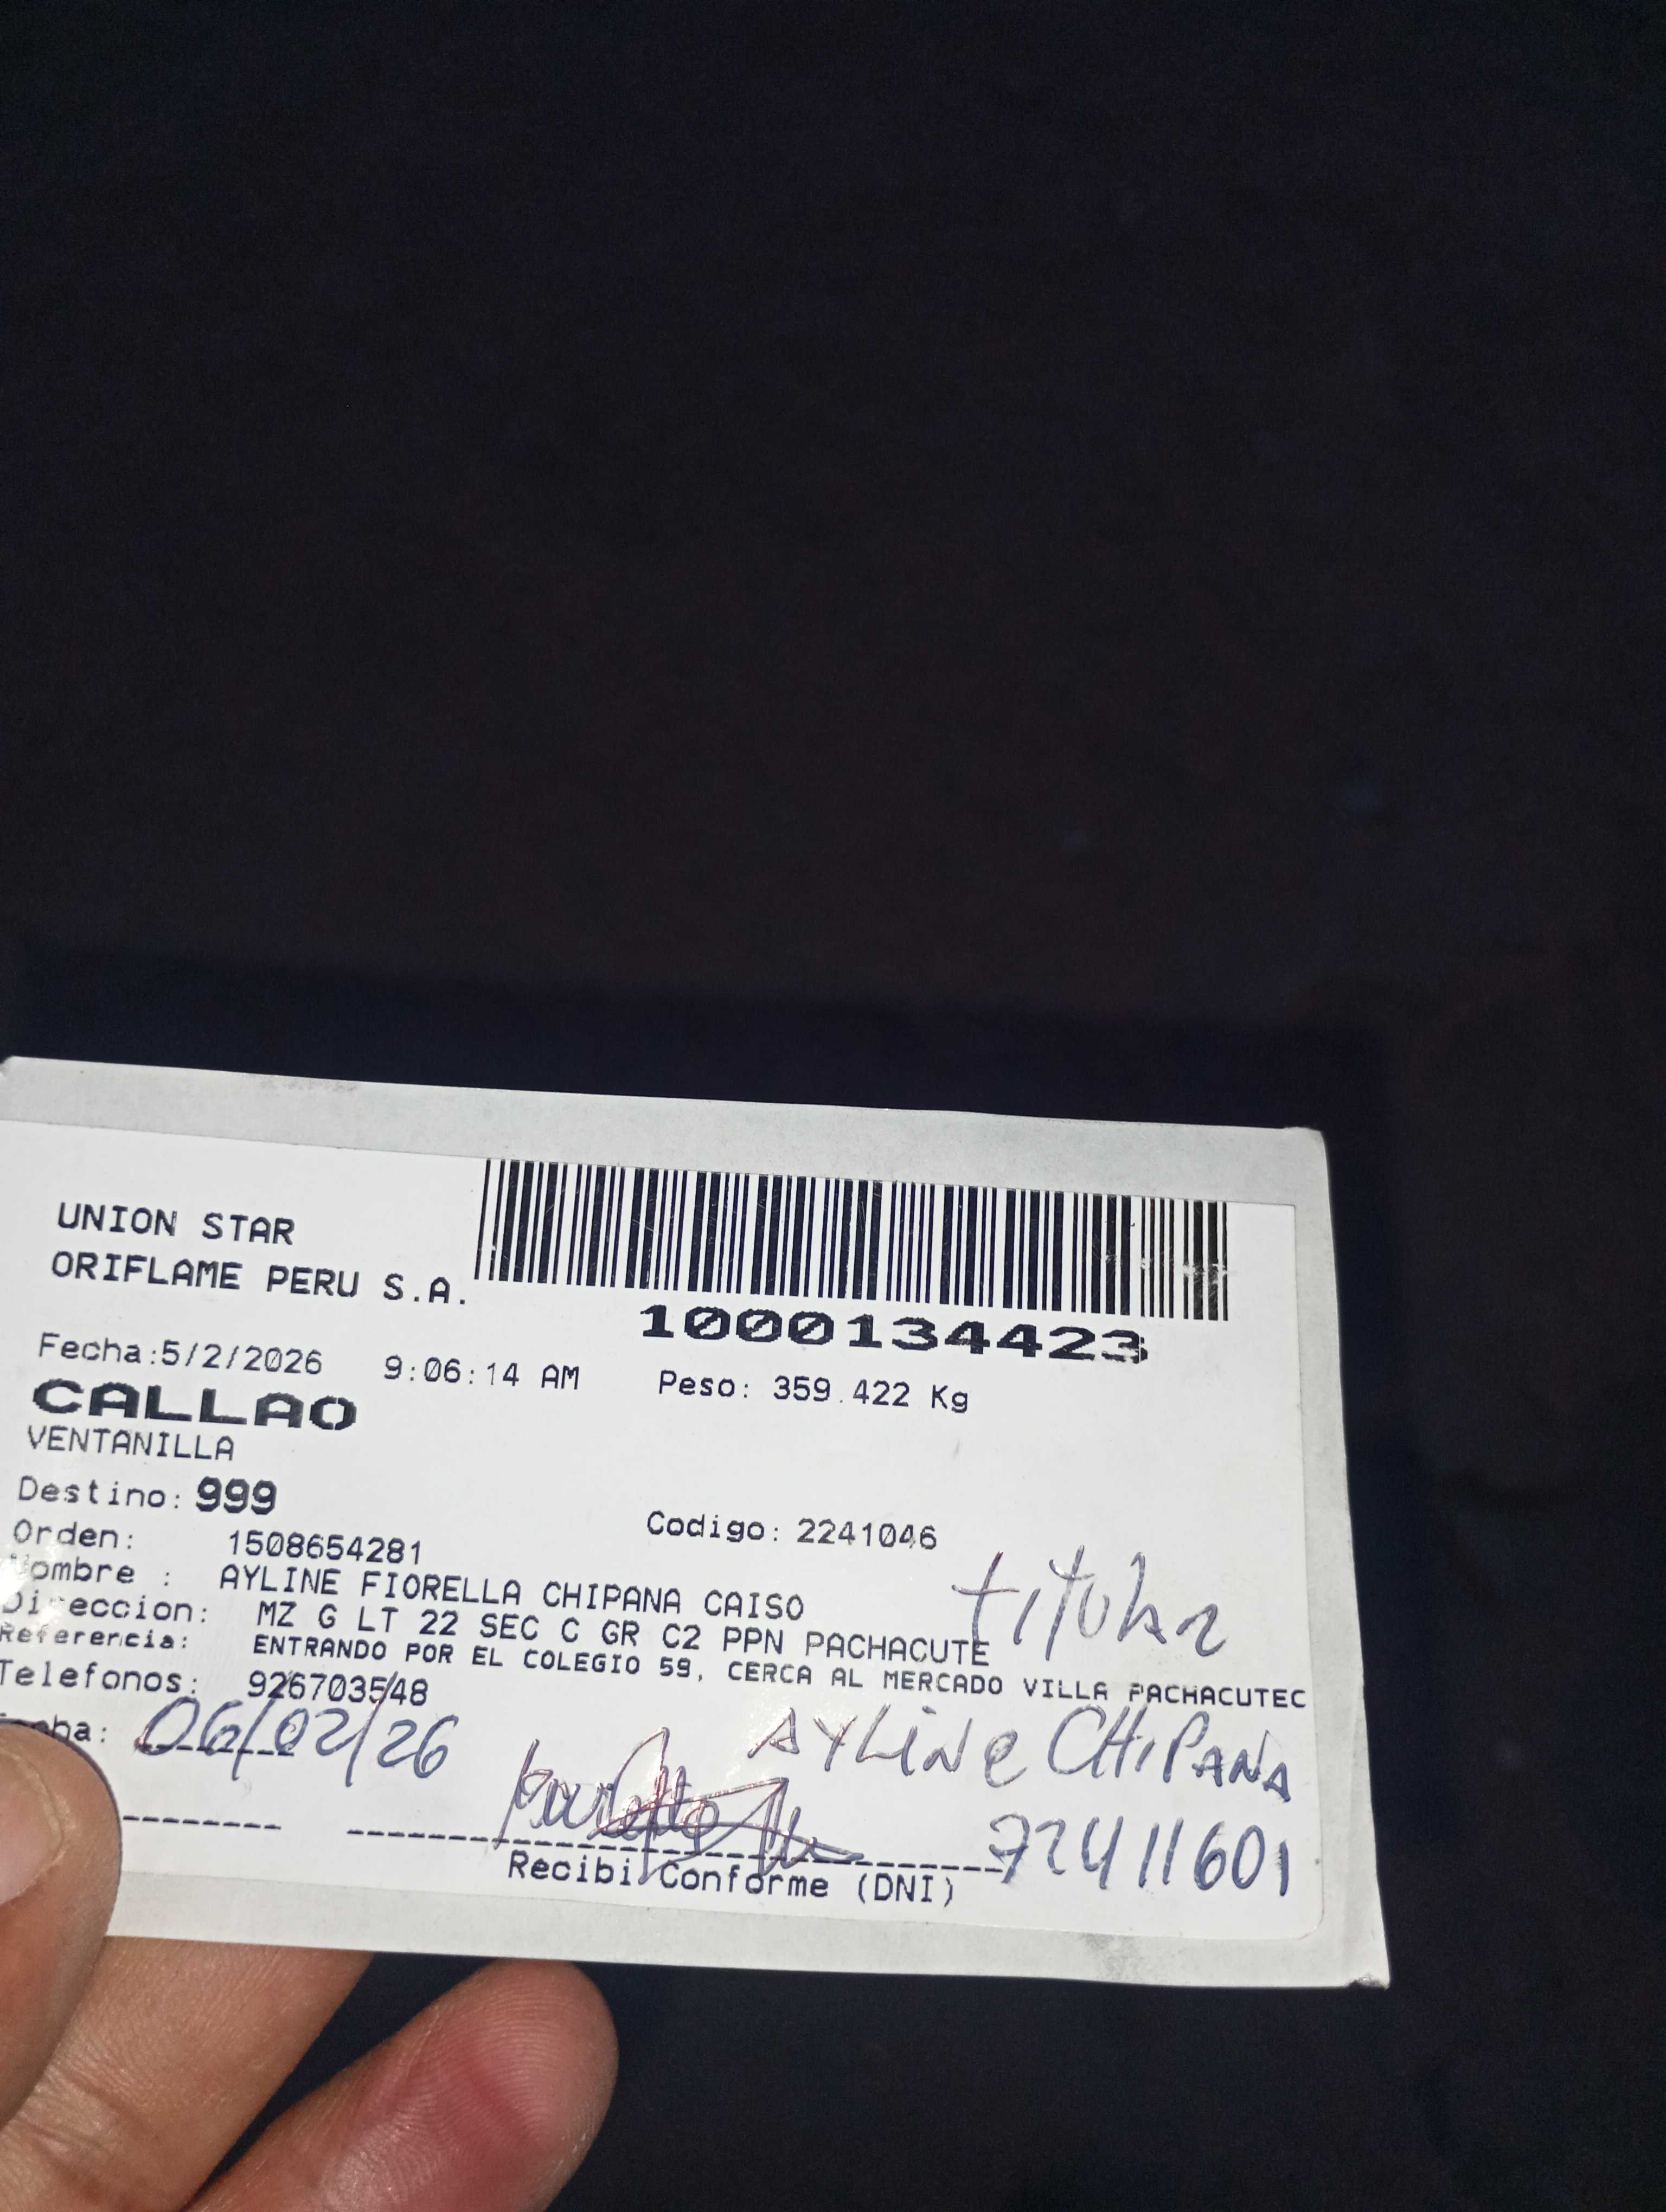 UNION STAR
ORIFLAME PERU S.A.
1000134423
Fecha:5/2/2026 9:06:14 AM Peso: 359.422 Kg
CALLAO
VENTANILLA
Destino: 999
Orden: 1508654281 Codigo: 2241046
ombre : AYLINE FIORELLA CHIPANA CAISO
Direccion: MZ G LT 22 SEC C GR C2 PPN PACHACUTE
titular
Referencia: ENTRANDO POR EL COLEGIO 59, CERCA AL MERCADO VILLA PACHACUTEC
Telefonos: 926703548
cha: 06/02/26
AYLiNe CHiPANA
72411601
Recibi Conforme (DNI)